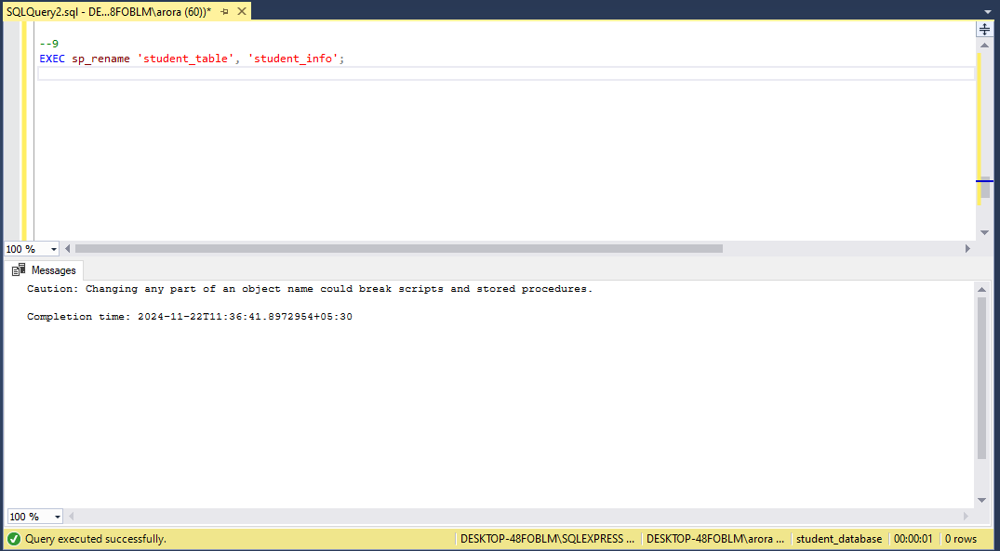 SQLQuery2.sql - DE...8FOBLM\arora (60))*
--9
EXEC sp_rename 'student_table', 'student_info';
100 %
Messages
Caution: Changing any part of an object name could break scripts and stored procedures.
Completion time: 2024-11-22T11:36:41.8972954+05:30
100 %
Query executed successfully.
DESKTOP-48FOBLM\SQLEXPRESS ...
DESKTOP-48FOBLM\arora ...
student_database
00:00:01
0 rows